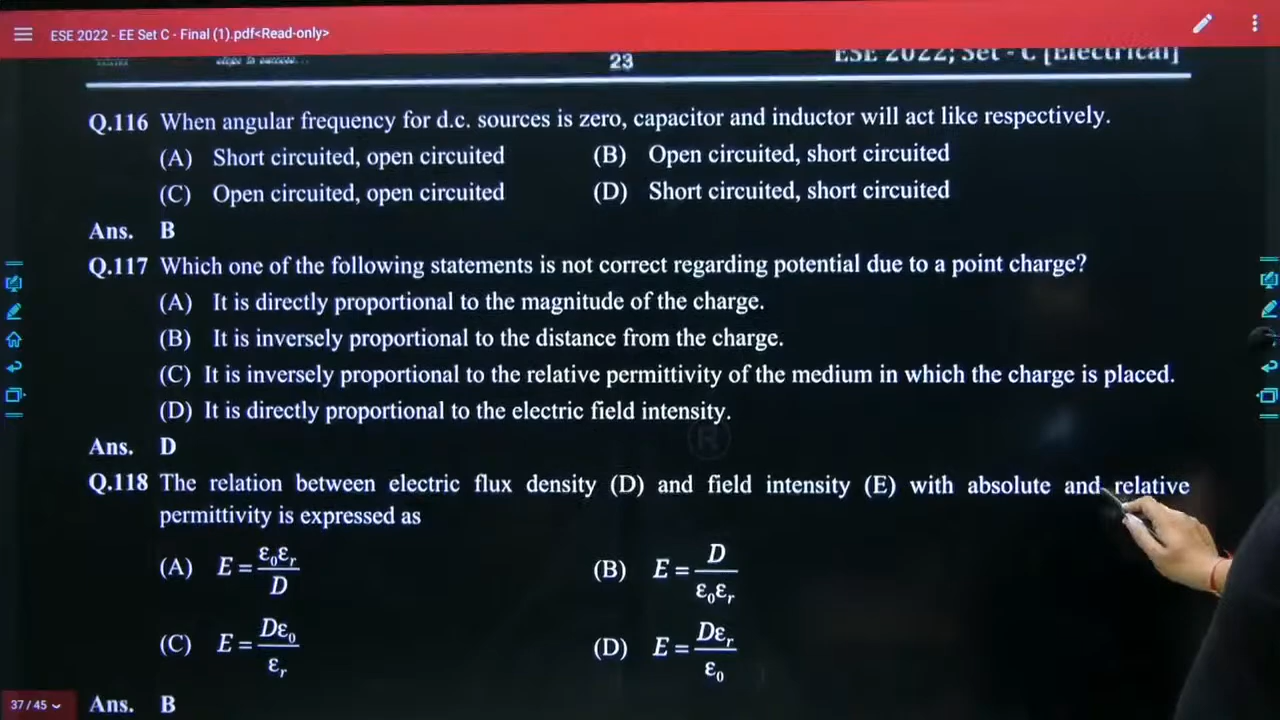 ESE 2022 - EE Set C - Final (1).pdf<Read-only>
23 ESE 2022; Set - C [Electrical]
Q.116 When angular frequency for d.c. sources is zero, capacitor and inductor will act like respectively.
(A) Short circuited, open circuited (B) Open circuited, short circuited
(C) Open circuited, open circuited (D) Short circuited, short circuited
Ans. B
Q.117 Which one of the following statements is not correct regarding potential due to a point charge?
(A) It is directly proportional to the magnitude of the charge.
(B) It is inversely proportional to the distance from the charge.
(C) It is inversely proportional to the relative permittivity of the medium in which the charge is placed.
(D) It is directly proportional to the electric field intensity.
®
Ans. D
Q.118 The relation between electric flux density (D) and field intensity (E) with absolute and relative
permittivity is expressed as
(A) E = ε₀εᵣ / D (B) E = D / ε₀εᵣ
(C) E = Dε₀ / εᵣ (D) E = Dεᵣ / ε₀
37 / 45 Ans. B